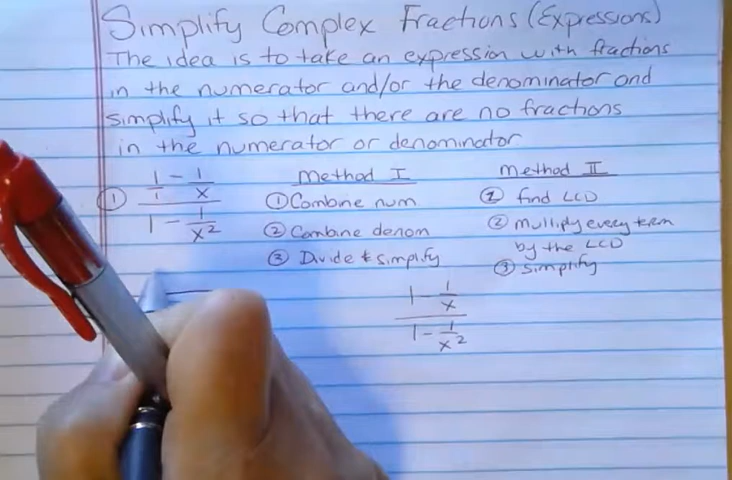 Simplify Complex Fractions (Expressions)
The idea is to take an expression with fractions
in the numerator and/or the denominator and
simplify it so that there are no fractions
in the numerator or denominator
① (1/1 - 1/x) / (1 - 1/x²)
Method I
① Combine num
② Combine denom
③ Divide & simplify
Method II
① find LCD
② multiply every term
by the LCD
③ simplify
(1 - 1/x) / (1 - 1/x²)